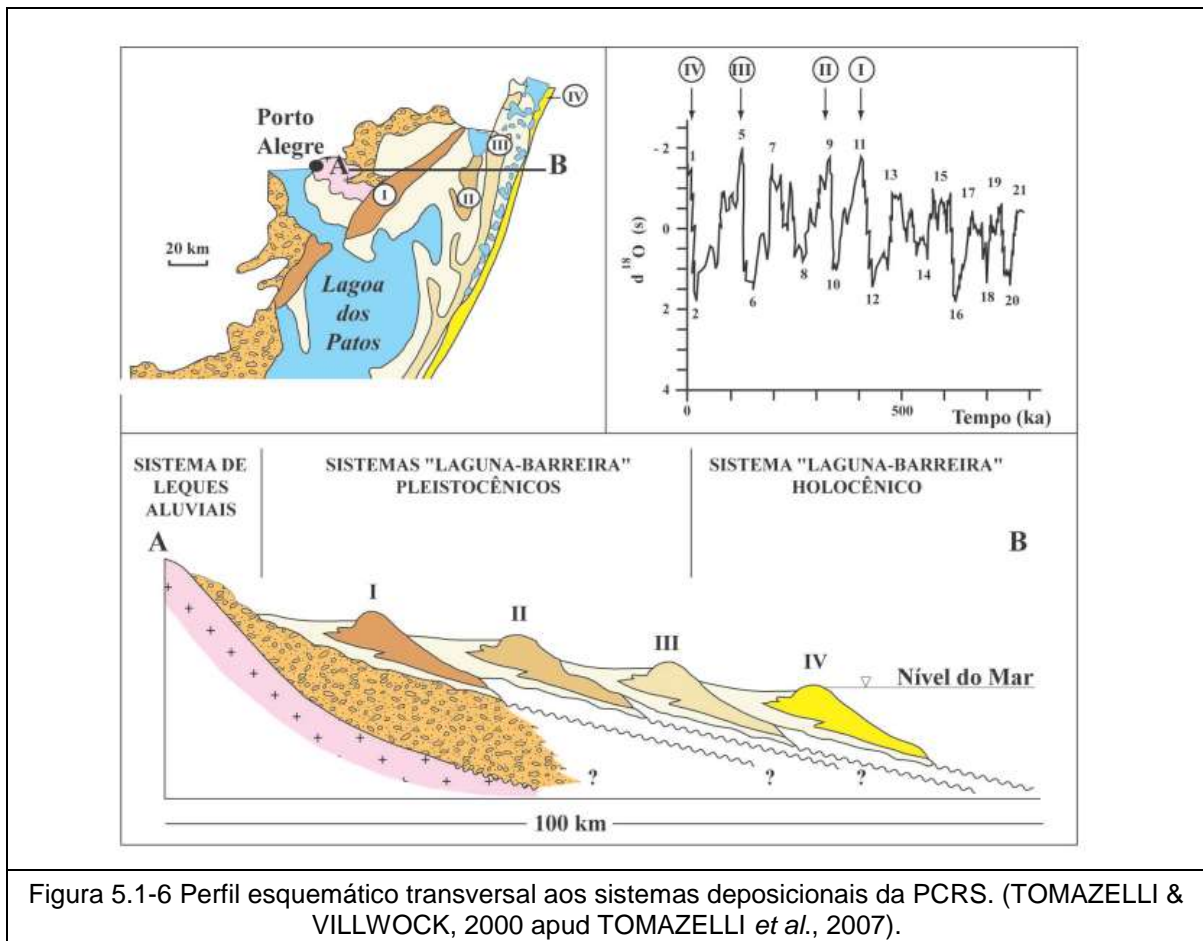 Porto
Alegre
A
B
I
II
III
IV
20 km
Lagoa
dos
Patos
IV
III
II
I
- 2
0
2
4
d 18O (s)
1
5
7
9
11
13
15
17
19
21
2
6
8
10
12
14
16
18
20
0
500
Tempo (ka)
SISTEMA DE
LEQUES
ALUVIAIS
SISTEMAS "LAGUNA-BARREIRA"
PLEISTOCÊNICOS
SISTEMA "LAGUNA-BARREIRA"
HOLOCÊNICO
A
B
I
II
III
IV
Nível do Mar
?
?
?
100 km
Figura 5.1-6 Perfil esquemático transversal aos sistemas deposicionais da PCRS. (TOMAZELLI &
VILLWOCK, 2000 apud TOMAZELLI et al., 2007).